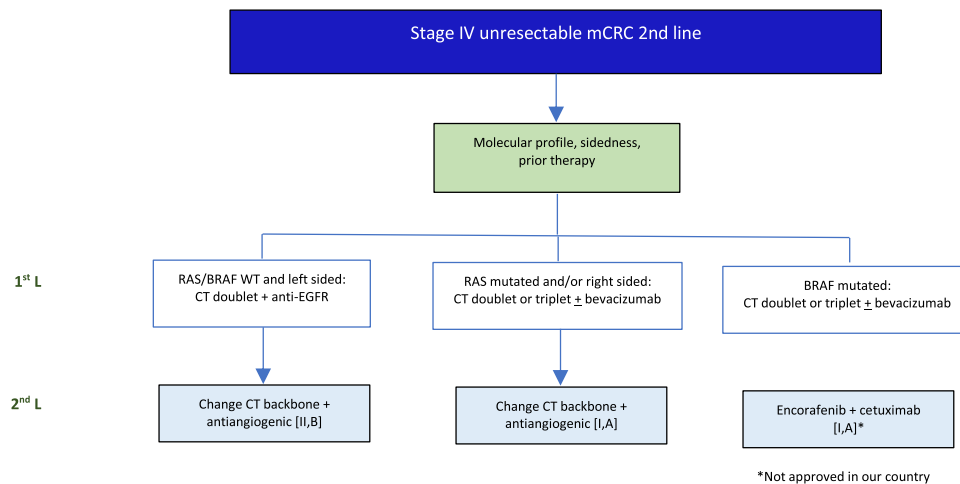 Stage IV unresectable mCRC 2nd line
Molecular profile, sidedness,
prior therapy
1st L
RAS/BRAF WT and left sided:
CT doublet + anti-EGFR
RAS mutated and/or right sided:
CT doublet or triplet ± bevacizumab
BRAF mutated:
CT doublet or triplet ± bevacizumab
2nd L
Change CT backbone +
antiangiogenic [II,B]
Change CT backbone +
antiangiogenic [I,A]
Encorafenib + cetuximab
[I,A]*
*Not approved in our country